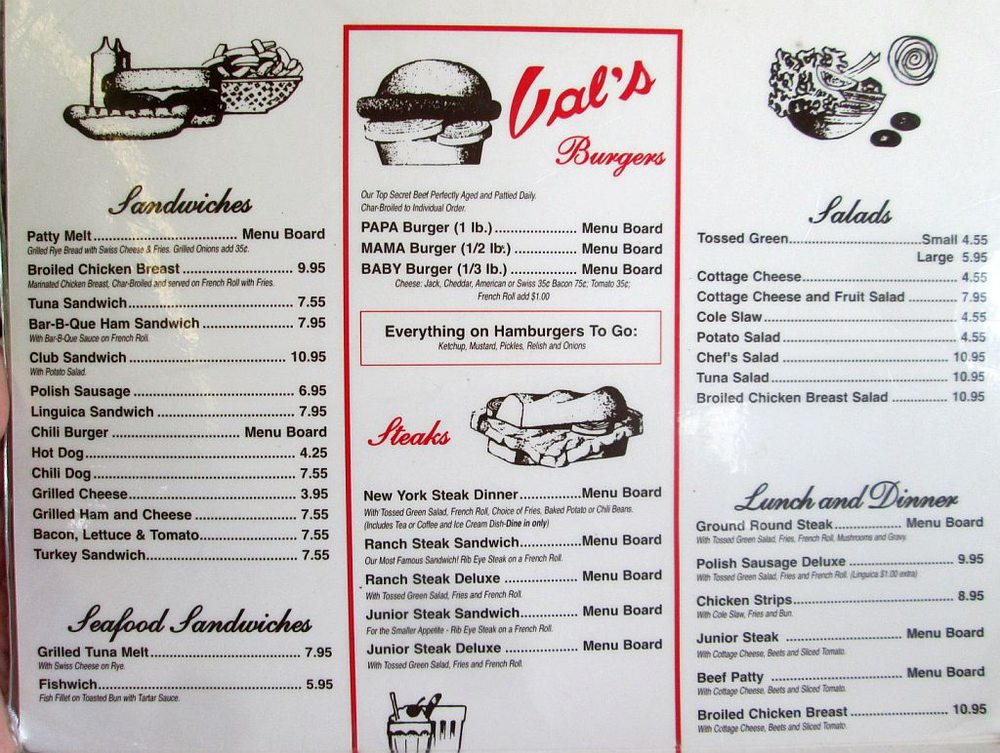 Sandwiches
Patty Melt.......... Menu Board
Grilled Rye Bread with Swiss Cheese & Fries. Grilled Onions add 35¢.
Broiled Chicken Breast.......... 9.95
Marinated Chicken Breast, Char-Broiled and served on French Roll with Fries.
Tuna Sandwich.......... 7.55
Bar-B-Que Ham Sandwich.......... 7.95
With Bar-B-Que Sauce on French Roll.
Club Sandwich.......... 10.95
With Potato Salad.
Polish Sausage.......... 6.95
Linguica Sandwich.......... 7.95
Chili Burger.......... Menu Board
Hot Dog.......... 4.25
Chili Dog.......... 7.55
Grilled Cheese.......... 3.95
Grilled Ham and Cheese.......... 7.55
Bacon, Lettuce & Tomato.......... 7.55
Turkey Sandwich.......... 7.55
Seafood Sandwiches
Grilled Tuna Melt.......... 7.95
With Swiss Cheese on Rye.
Fishwich.......... 5.95
Fish Fillet on Toasted Bun with Tartar Sauce.
Val's
Burgers
Our Top Secret Beef Perfectly Aged and Pattied Daily.
Char-Broiled to Individual Order.
PAPA Burger (1 lb.).......... Menu Board
MAMA Burger (1/2 lb.).......... Menu Board
BABY Burger (1/3 lb.).......... Menu Board
Cheese: Jack, Cheddar, American or Swiss 35¢ Bacon 75¢; Tomato 35¢;
French Roll add $1.00
Everything on Hamburgers To Go:
Ketchup, Mustard, Pickles, Relish and Onions
Steaks
New York Steak Dinner.......... Menu Board
With Tossed Green Salad, French Roll, Choice of Fries, Baked Potato or Chili Beans.
(Includes Tea or Coffee and Ice Cream Dish-Dine in only)
Ranch Steak Sandwich.......... Menu Board
Our Most Famous Sandwich! Rib Eye Steak on a French Roll.
Ranch Steak Deluxe.......... Menu Board
With Tossed Green Salad, Fries and French Roll.
Junior Steak Sandwich.......... Menu Board
For the Smaller Appetite - Rib Eye Steak on a French Roll.
Junior Steak Deluxe.......... Menu Board
With Tossed Green Salad, Fries and French Roll.
Salads
Tossed Green.......... Small 4.55
Large 5.95
Cottage Cheese.......... 4.55
Cottage Cheese and Fruit Salad.......... 7.95
Cole Slaw.......... 4.55
Potato Salad.......... 4.55
Chef's Salad.......... 10.95
Tuna Salad.......... 10.95
Broiled Chicken Breast Salad.......... 10.95
Lunch and Dinner
Ground Round Steak.......... Menu Board
With Tossed Green Salad, Fries, French Roll, Mushrooms and Gravy.
Polish Sausage Deluxe.......... 9.95
With Tossed Green Salad, Fries and French Roll. (Linguica $1.00 extra)
Chicken Strips.......... 8.95
With Cole Slaw, Fries and Bun.
Junior Steak.......... Menu Board
With Cottage Cheese, Beets and Sliced Tomato.
Beef Patty.......... Menu Board
With Cottage Cheese, Beets and Sliced Tomato.
Broiled Chicken Breast.......... 10.95
With Cottage Cheese, Beets and Sliced Tomato.